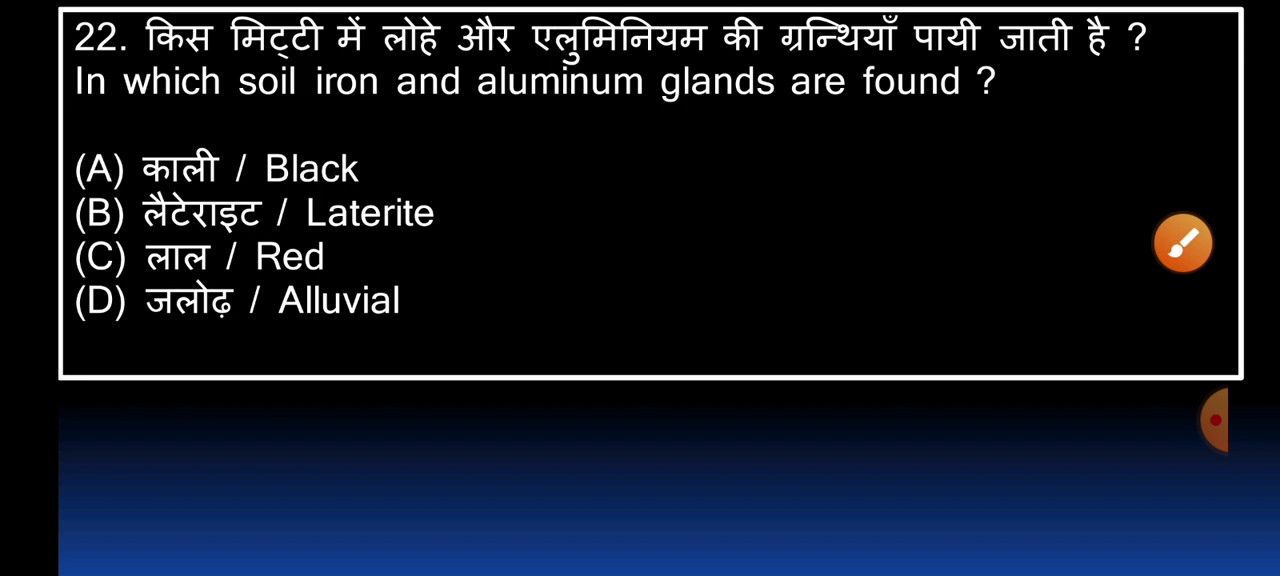 22. किस मिट्टी में लोहे और एलुमिनियम की ग्रन्थियाँ पायी जाती है ?
In which soil iron and aluminum glands are found ?
(A) काली / Black
(B) लैटेराइट / Laterite
(C) लाल / Red
(D) जलोढ़ / Alluvial